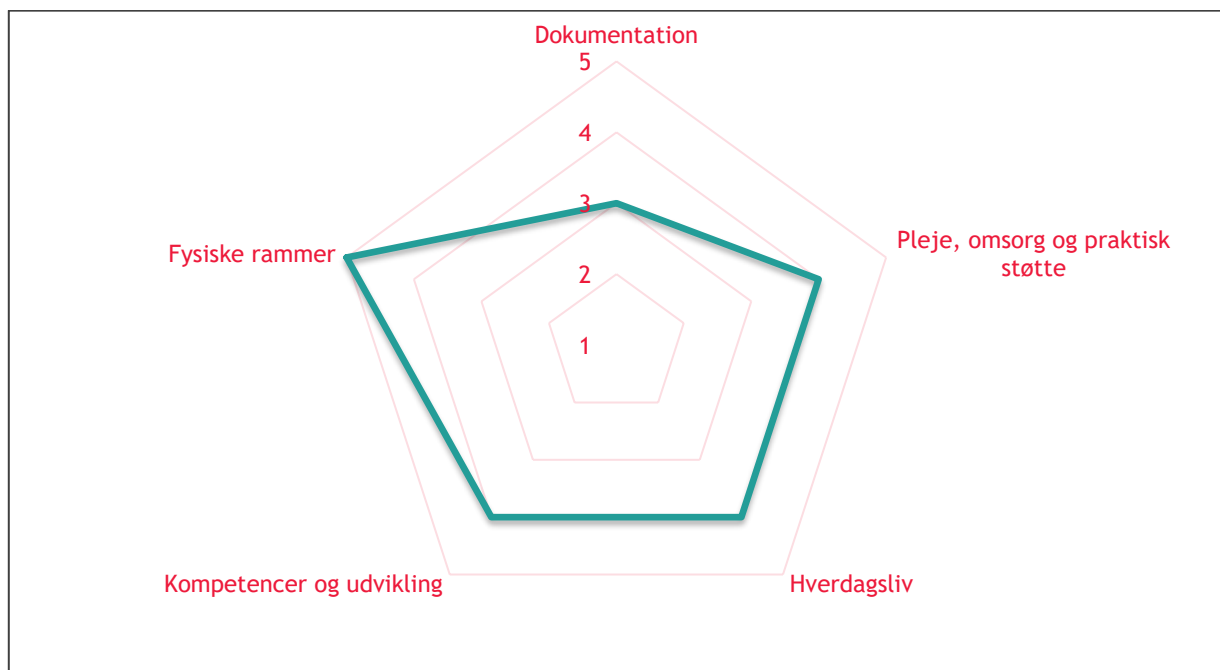 Dokumentation
5
4
3
2
1
Pleje, omsorg og praktisk
støtte
Hverdagsliv
Kompetencer og udvikling
Fysiske rammer